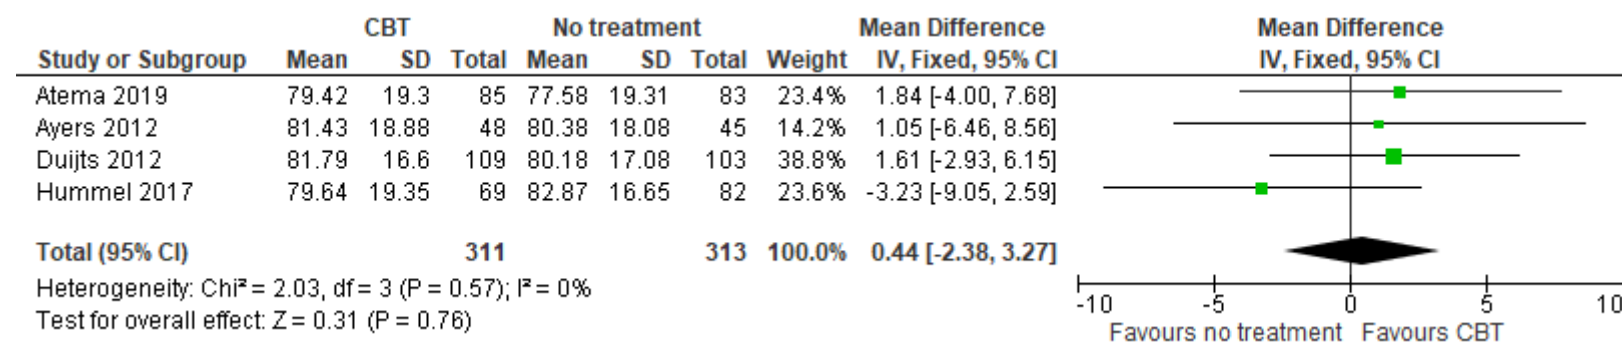 CBT No treatment Mean Difference Mean Difference
Study or Subgroup Mean SD Total Mean SD Total Weight IV, Fixed, 95% CI IV, Fixed, 95% CI
Atema 2019 79.42 19.3 85 77.58 19.31 83 23.4% 1.84 [-4.00, 7.68]
Ayers 2012 81.43 18.88 48 80.38 18.08 45 14.2% 1.05 [-6.46, 8.56]
Duijts 2012 81.79 16.6 109 80.18 17.08 103 38.8% 1.61 [-2.93, 6.15]
Hummel 2017 79.64 19.35 69 82.87 16.65 82 23.6% -3.23 [-9.05, 2.59]
Total (95% CI) 311 313 100.0% 0.44 [-2.38, 3.27]
Heterogeneity: Chi² = 2.03, df = 3 (P = 0.57); I² = 0%
Test for overall effect: Z = 0.31 (P = 0.76)
-10 -5 0 5 10
Favours no treatment Favours CBT